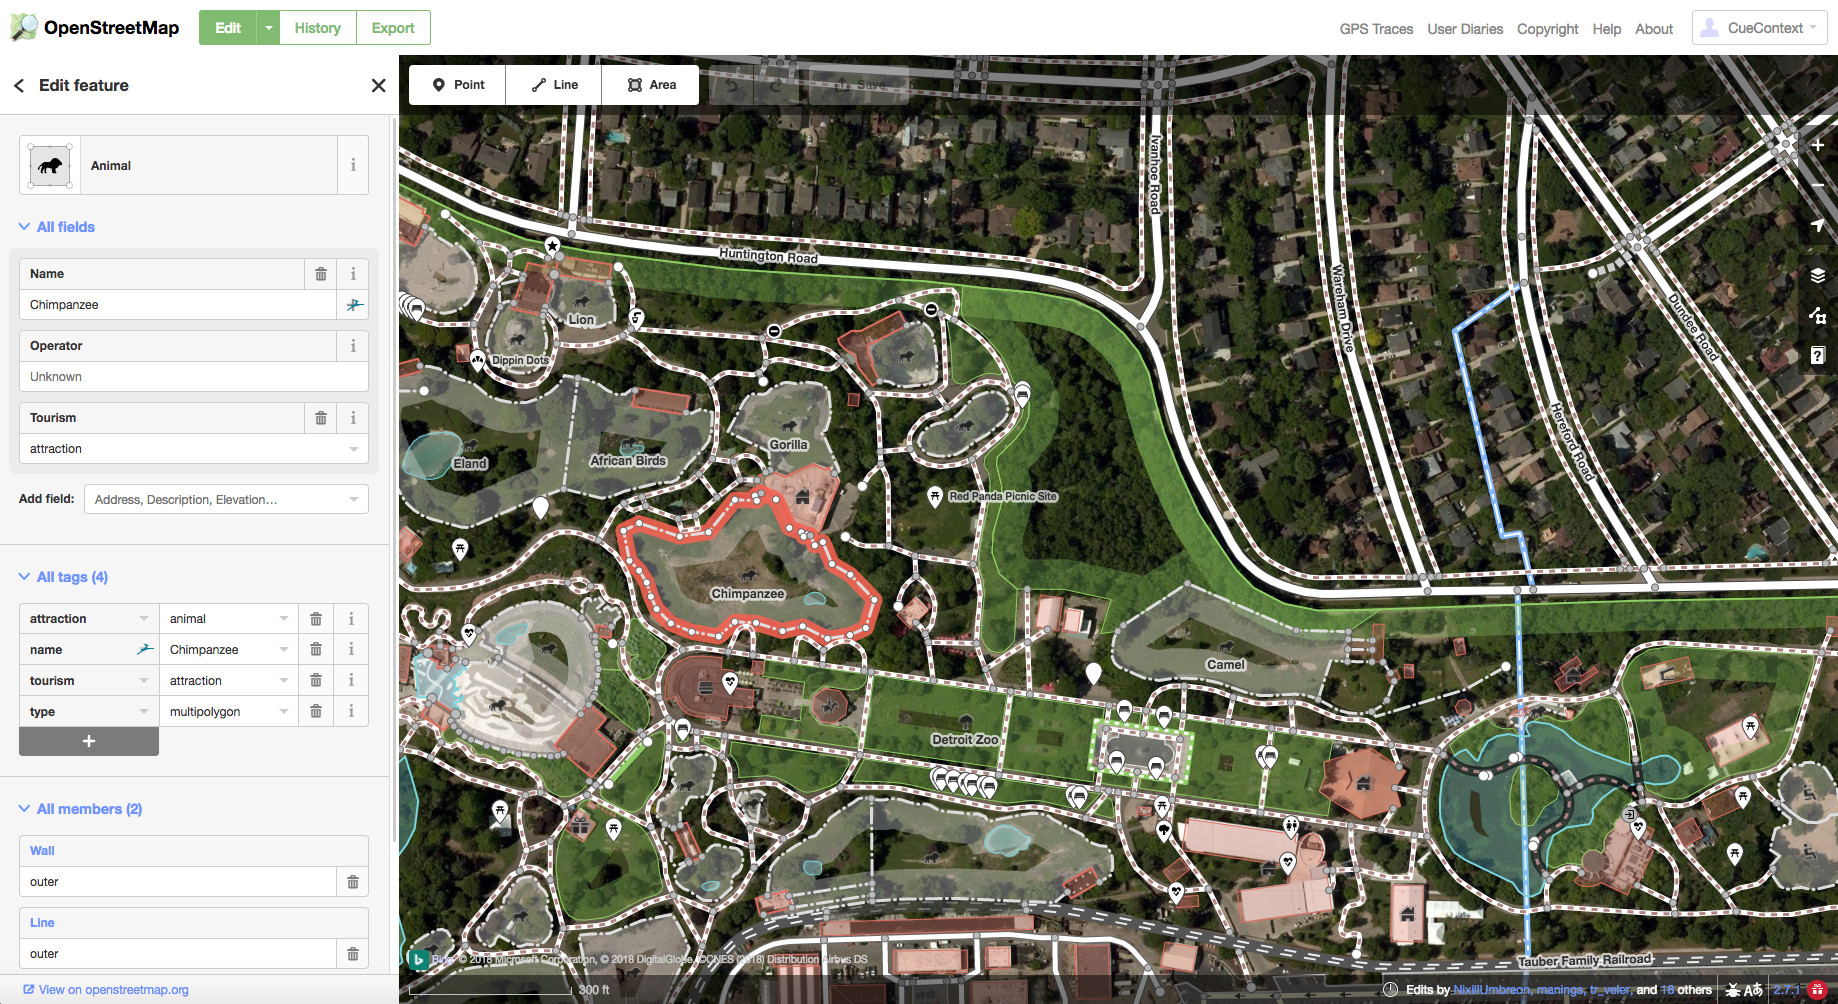 OpenStreetMap
Edit
History
Export
GPS Traces
User Diaries
Copyright
Help
About
CueContext
Edit feature
Point
Line
Area
Save
Animal
All fields
Name
Chimpanzee
Operator
Unknown
Tourism
attraction
Add field:
Address, Description, Elevation...
All tags (4)
attraction
animal
name
Chimpanzee
tourism
attraction
type
multipolygon
+
All members (2)
Wall
outer
Line
outer
View on openstreetmap.org
Ivanhoe Road
Huntington Road
Wareham Drive
Dundee Road
Hereford Road
Lion
Dippin Dots
Gorilla
African Birds
Eland
Red Panda Picnic Site
Chimpanzee
Camel
Detroit Zoo
Tauber Family Railroad
Bing © 2018 Microsoft Corporation, © 2018 DigitalGlobe, ©CNES (2018) Distribution Airbus DS
300 ft
Edits by NixillUmbreon, manings, tr_veler, and 18 others
2.7.1